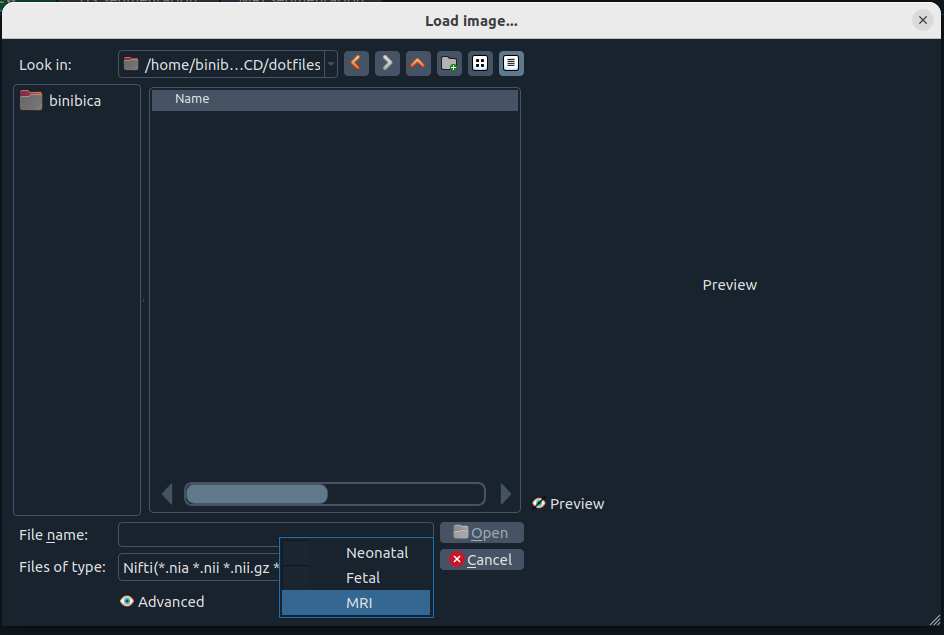 Load image...
Look in:
/home/binib...CD/dotfiles
binibica
Name
Preview
Preview
File name:
Open
Files of type:
Nifti(*.nia *.nii *.nii.gz *
Cancel
Neonatal
Fetal
MRI
Advanced